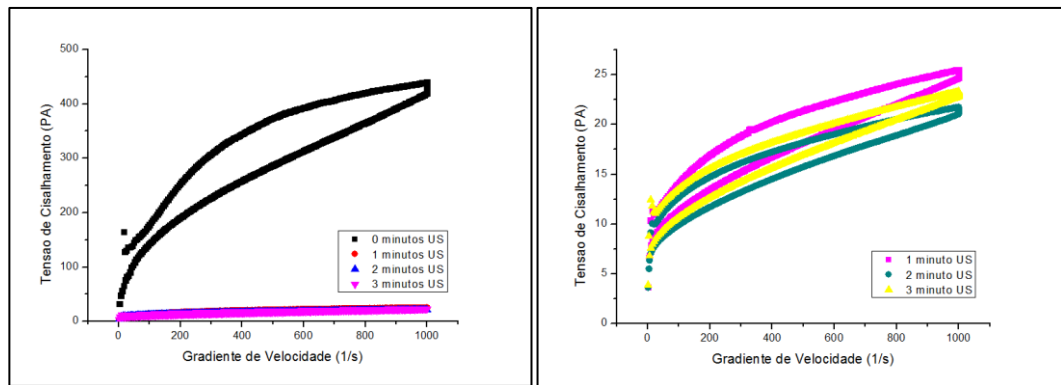 500
400
300
200
100
0
Tensao de Cisalhamento (PA)
0 minutos US
1 minutos US
2 minutos US
3 minutos US
0 200 400 600 800 1000
Gradiente de Velocidade (1/s)
25
20
15
10
5
0
Tensao de Cisalhamento (PA)
1 minuto US
2 minuto US
3 minuto US
0 200 400 600 800 1000
Gradiente de Velocidade (1/s)